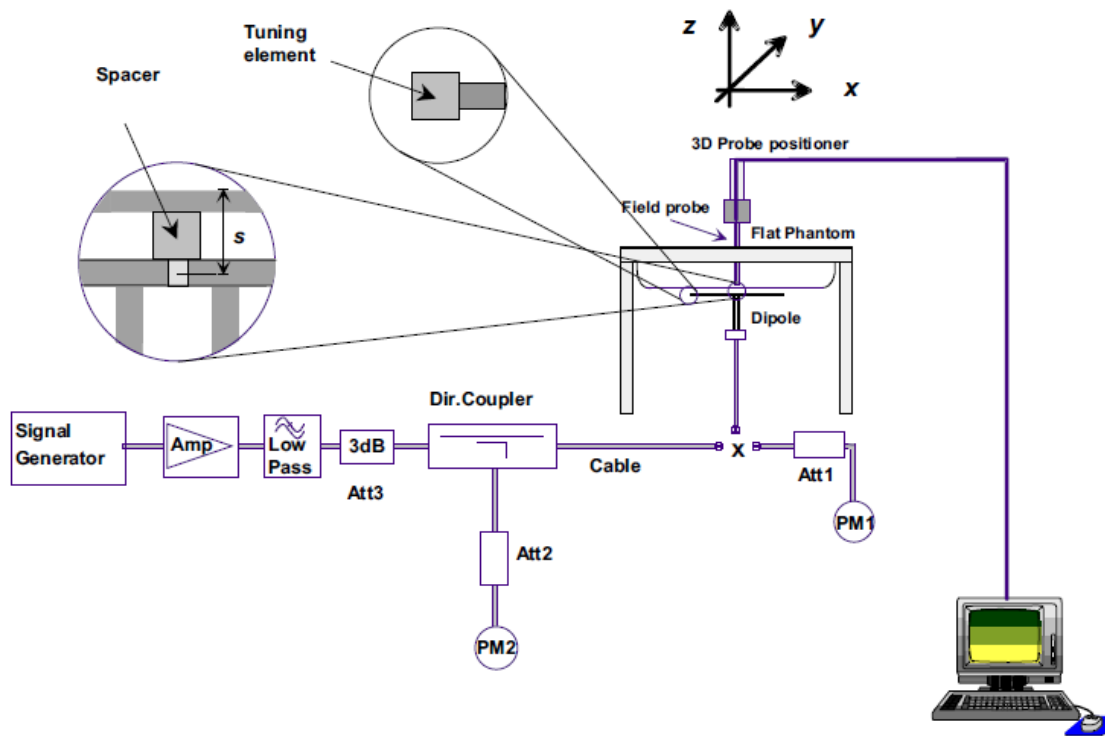 Tuning
element
Spacer
z
y
x
3D Probe positioner
Field probe
Flat Phantom
s
Dipole
Dir.Coupler
Signal
Generator
Amp
Low
Pass
3dB
Att3
Cable
X
Att1
PM1
Att2
PM2